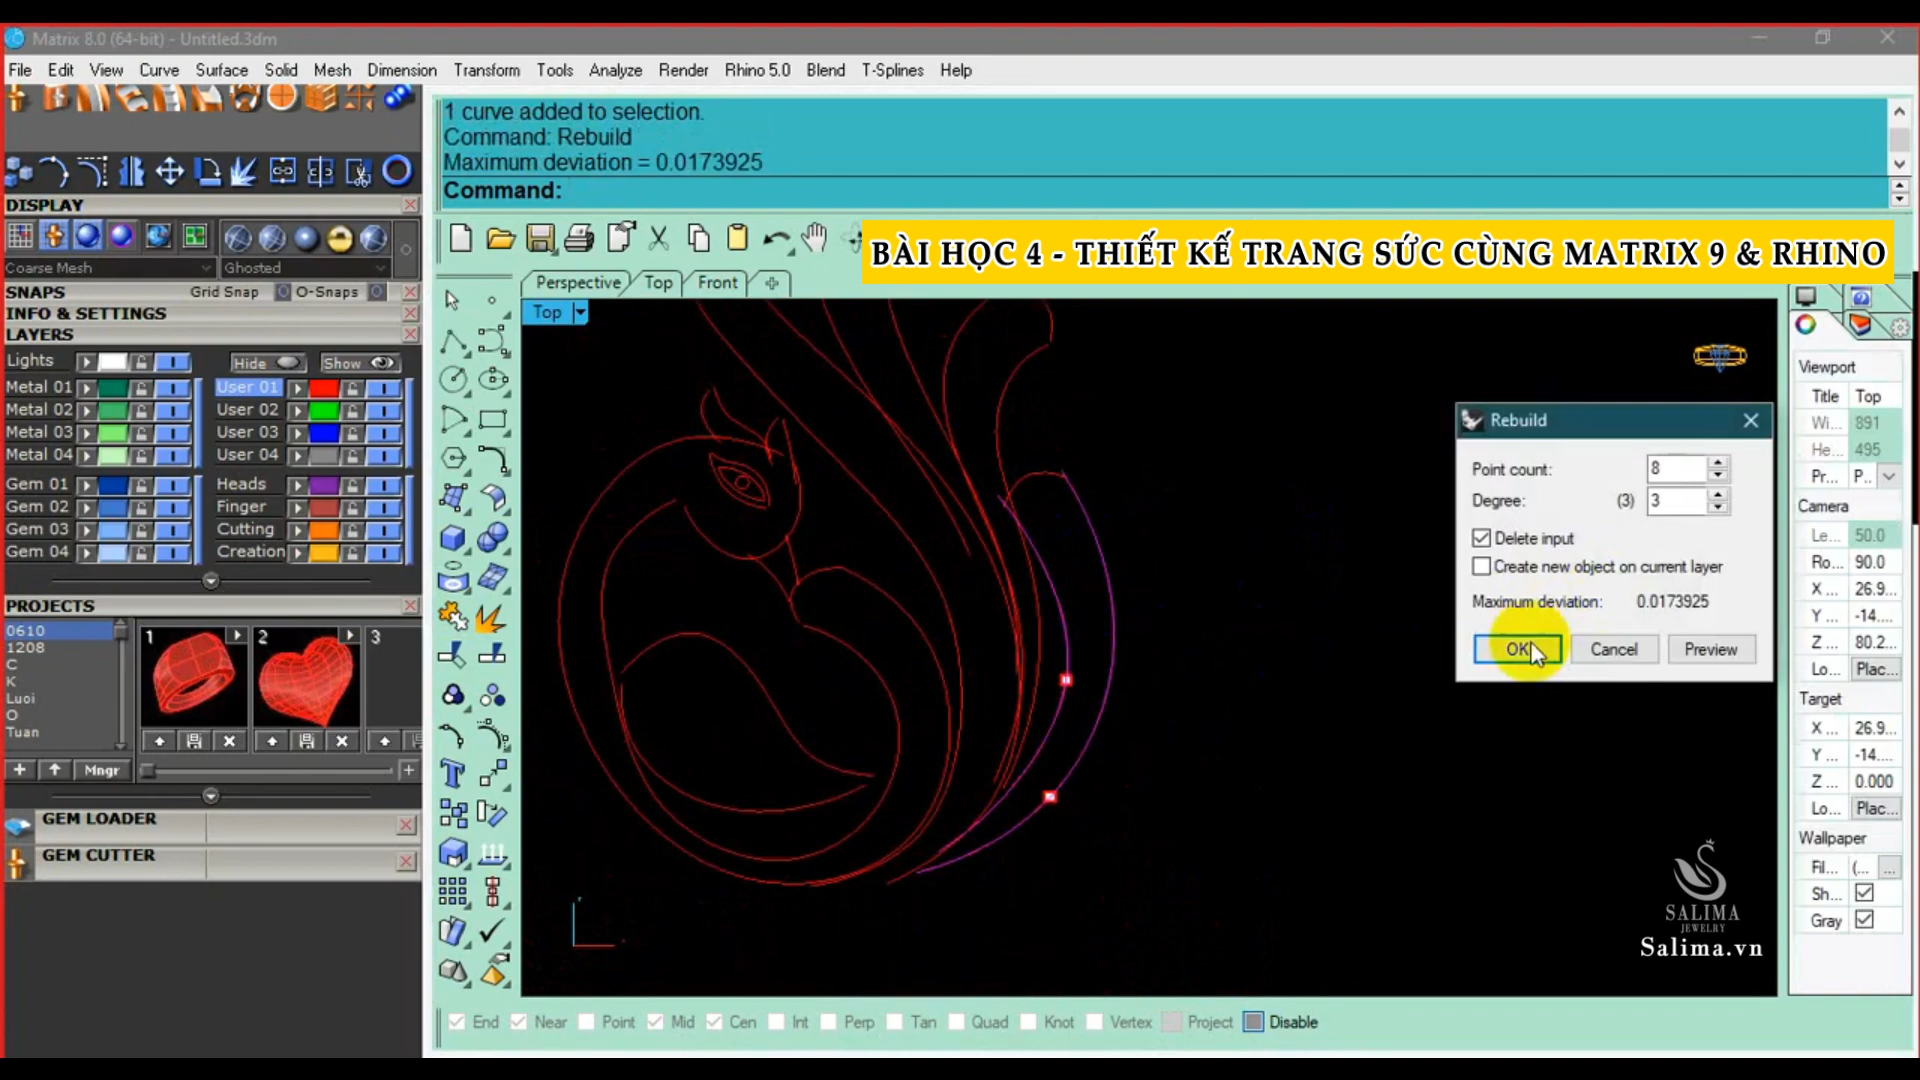 Matrix 8.0 (64-bit) - Untitled.3dm
File Edit View Curve Surface Solid Mesh Dimension Transform Tools Analyze Render Rhino 5.0 Blend T-Splines Help
1 curve added to selection.
Command: Rebuild
Maximum deviation = 0.0173925
Command:
BÀI HỌC 4 - THIẾT KẾ TRANG SỨC CÙNG MATRIX 9 & RHINO
DISPLAY
Coarse Mesh Ghosted
SNAPS Grid Snap O-Snaps
INFO & SETTINGS
LAYERS
Lights Hide Show
Metal 01 User 01
Metal 02 User 02
Metal 03 User 03
Metal 04 User 04
Gem 01 Heads
Gem 02 Finger
Gem 03 Cutting
Gem 04 Creation
PROJECTS
0610
1208
C
K
Luoi
O
Tuan
1 2 3
Mngr
GEM LOADER
GEM CUTTER
Perspective Top Front
Top
Rebuild
Point count: 8
Degree: (3) 3
Delete input
Create new object on current layer
Maximum deviation: 0.0173925
OK Cancel Preview
Viewport
Title Top
Wi... 891
He... 495
Pr... P..
Camera
Le... 50.0
Ro... 90.0
X ... 26.9...
Y ... -14....
Z ... 80.2...
Lo... Plac...
Target
X ... 26.9...
Y ... -14....
Z ... 0.000
Lo... Plac...
Wallpaper
Fil... (... ...
Sh...
Gray
SALIMA
JEWELRY
Salima.vn
End Near Point Mid Cen Int Perp Tan Quad Knot Vertex Project Disable